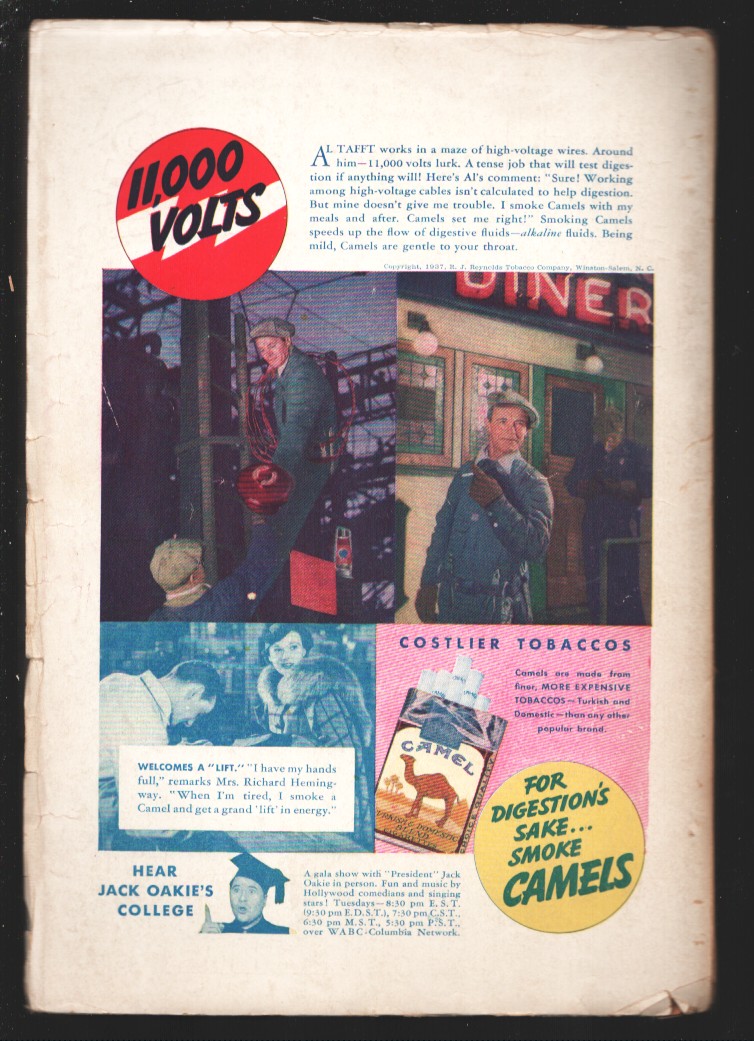 11,000
VOLTS
AL TAFFT works in a maze of high-voltage wires. Around
him—11,000 volts lurk. A tense job that will test diges-
tion if anything will! Here's Al's comment: "Sure! Working
among high-voltage cables isn't calculated to help digestion.
But mine doesn't give me trouble. I smoke Camels with my
meals and after. Camels set me right!" Smoking Camels
speeds up the flow of digestive fluids—alkaline fluids. Being
mild, Camels are gentle to your throat.
Copyright, 1937, R. J. Reynolds Tobacco Company, Winston-Salem, N. C.
DINER
COSTLIER TOBACCOS
Camels are made from
finer, MORE EXPENSIVE
TOBACCOS—Turkish and
Domestic—than any other
popular brand.
CAMEL
TURKISH & DOMESTIC
BLEND
CIGARETTES
WELCOMES A "LIFT." "I have my hands
full," remarks Mrs. Richard Heming-
way. "When I'm tired, I smoke a
Camel and get a grand 'lift' in energy."
FOR
DIGESTION'S
SAKE...
SMOKE
CAMELS
HEAR
JACK OAKIE'S
COLLEGE
A gala show with "President" Jack
Oakie in person. Fun and music by
Hollywood comedians and singing
stars! Tuesdays—8:30 pm E.S.T.
(9:30 pm E.D.S.T.), 7:30 pm C.S.T.,
6:30 pm M.S.T., 5:30 pm P.S.T.,
over WABC-Columbia Network.